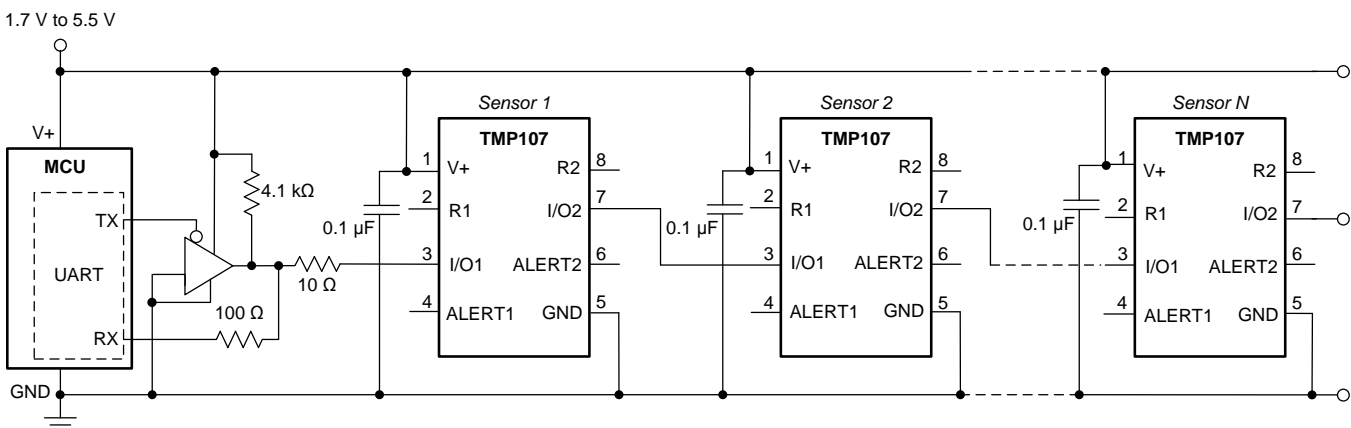 1.7 V to 5.5 V
V+
MCU
UART
TX
RX
GND
4.1 kΩ
100 Ω
10 Ω
Sensor 1
TMP107
0.1 µF
1
V+
2
R1
3
I/O1
4
ALERT1
R2
8
I/O2
7
ALERT2
6
GND
5
Sensor 2
TMP107
0.1 µF
1
V+
2
R1
3
I/O1
4
ALERT1
R2
8
I/O2
7
ALERT2
6
GND
5
Sensor N
TMP107
0.1 µF
1
V+
2
R1
3
I/O1
4
ALERT1
R2
8
I/O2
7
ALERT2
6
GND
5